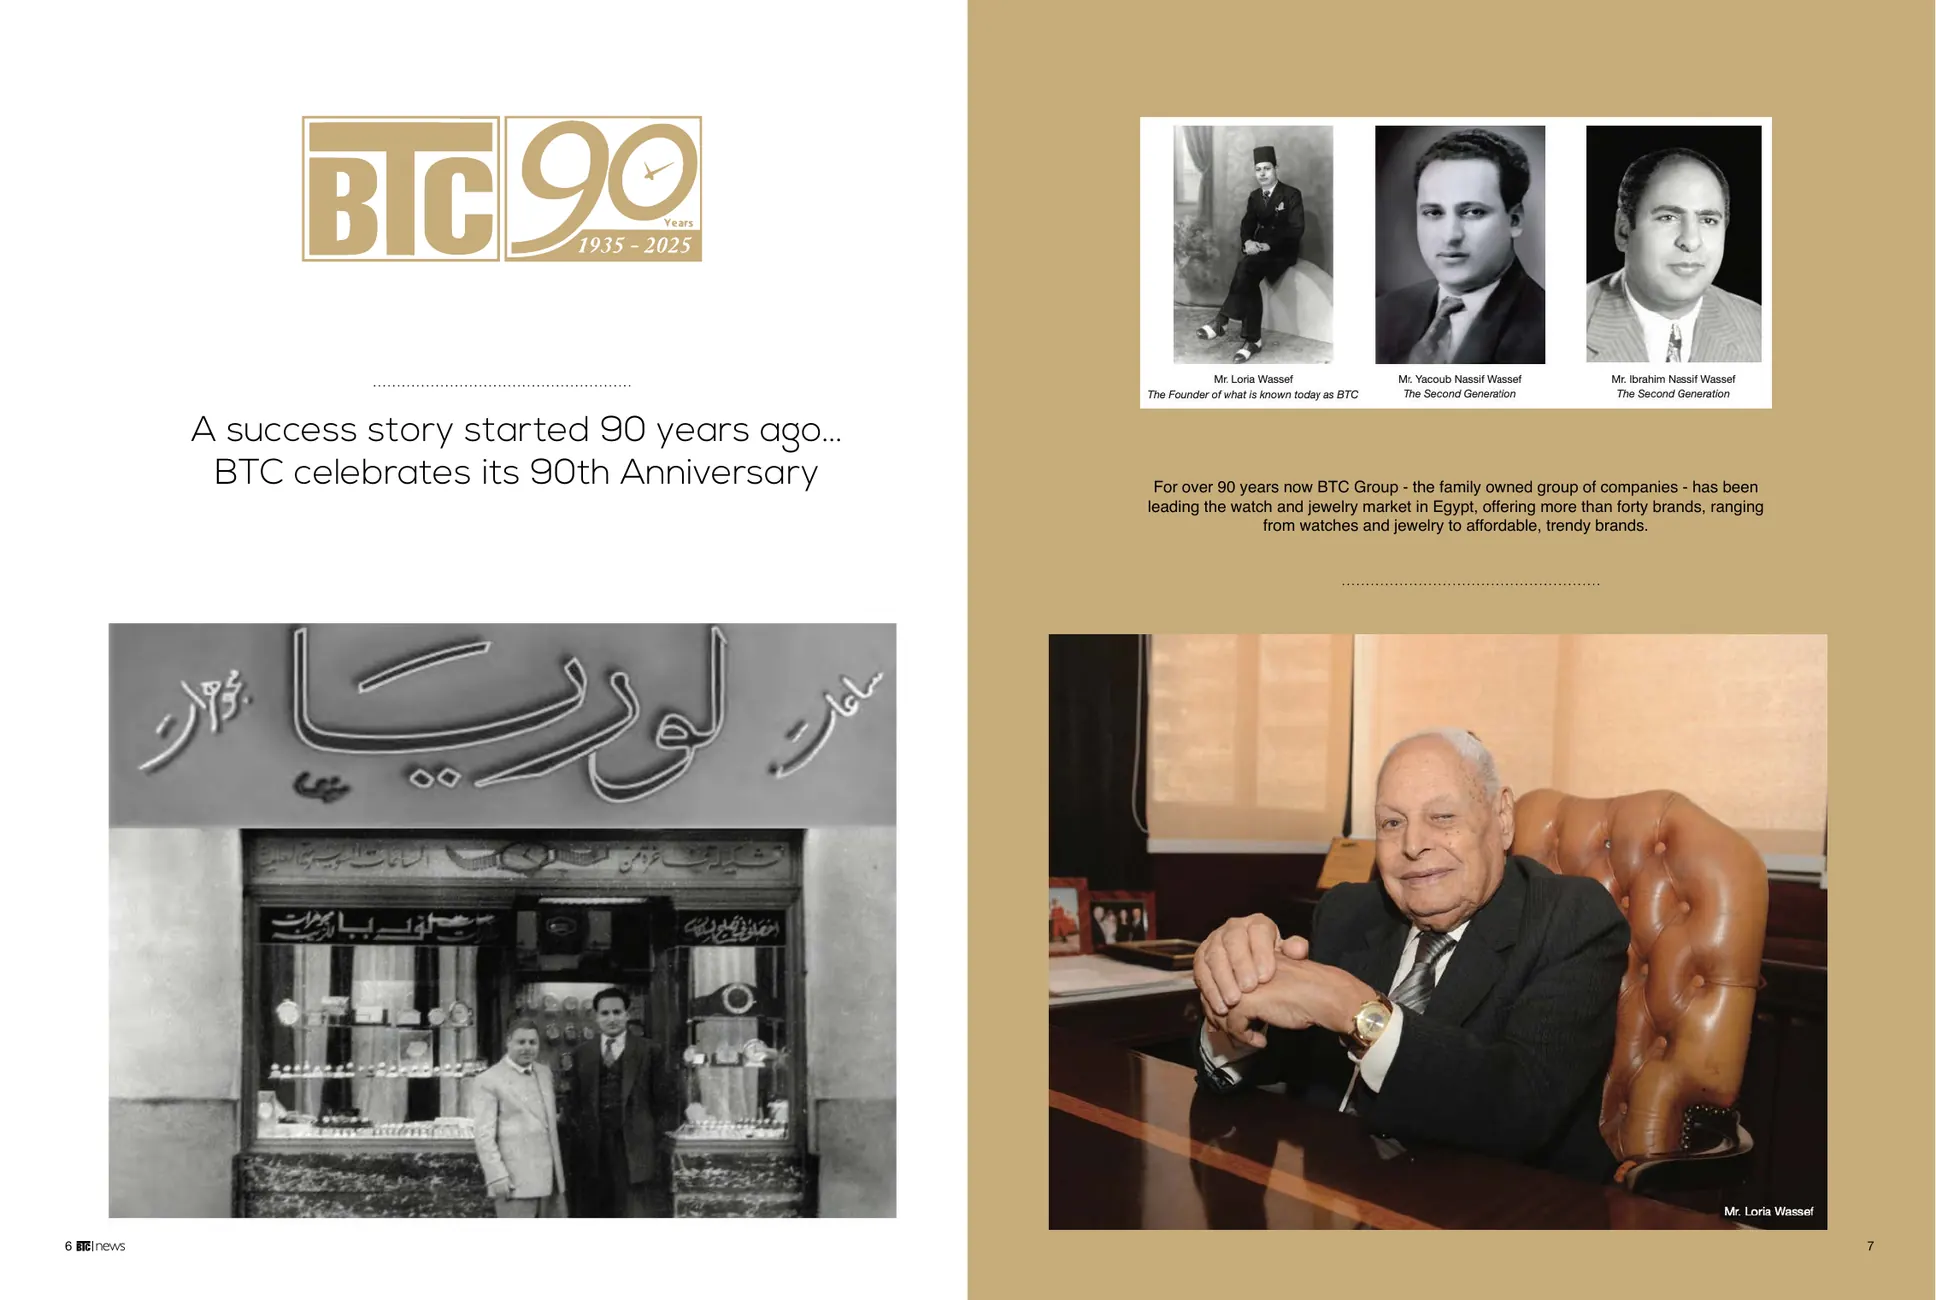 BTC
90
Years
1935 - 2025
A success story started 90 years ago...
BTC celebrates its 90th Anniversary
مجوهرات
لوريا
ساعات
الساعات السويسرية
لوريا
6 BTC|news
Mr. Loria Wassef
The Founder of what is known today as BTC
Mr. Yacoub Nassif Wassef
The Second Generation
Mr. Ibrahim Nassif Wassef
The Second Generation
For over 90 years now BTC Group - the family owned group of companies - has been
leading the watch and jewelry market in Egypt, offering more than forty brands, ranging
from watches and jewelry to affordable, trendy brands.
Mr. Loria Wassef
7